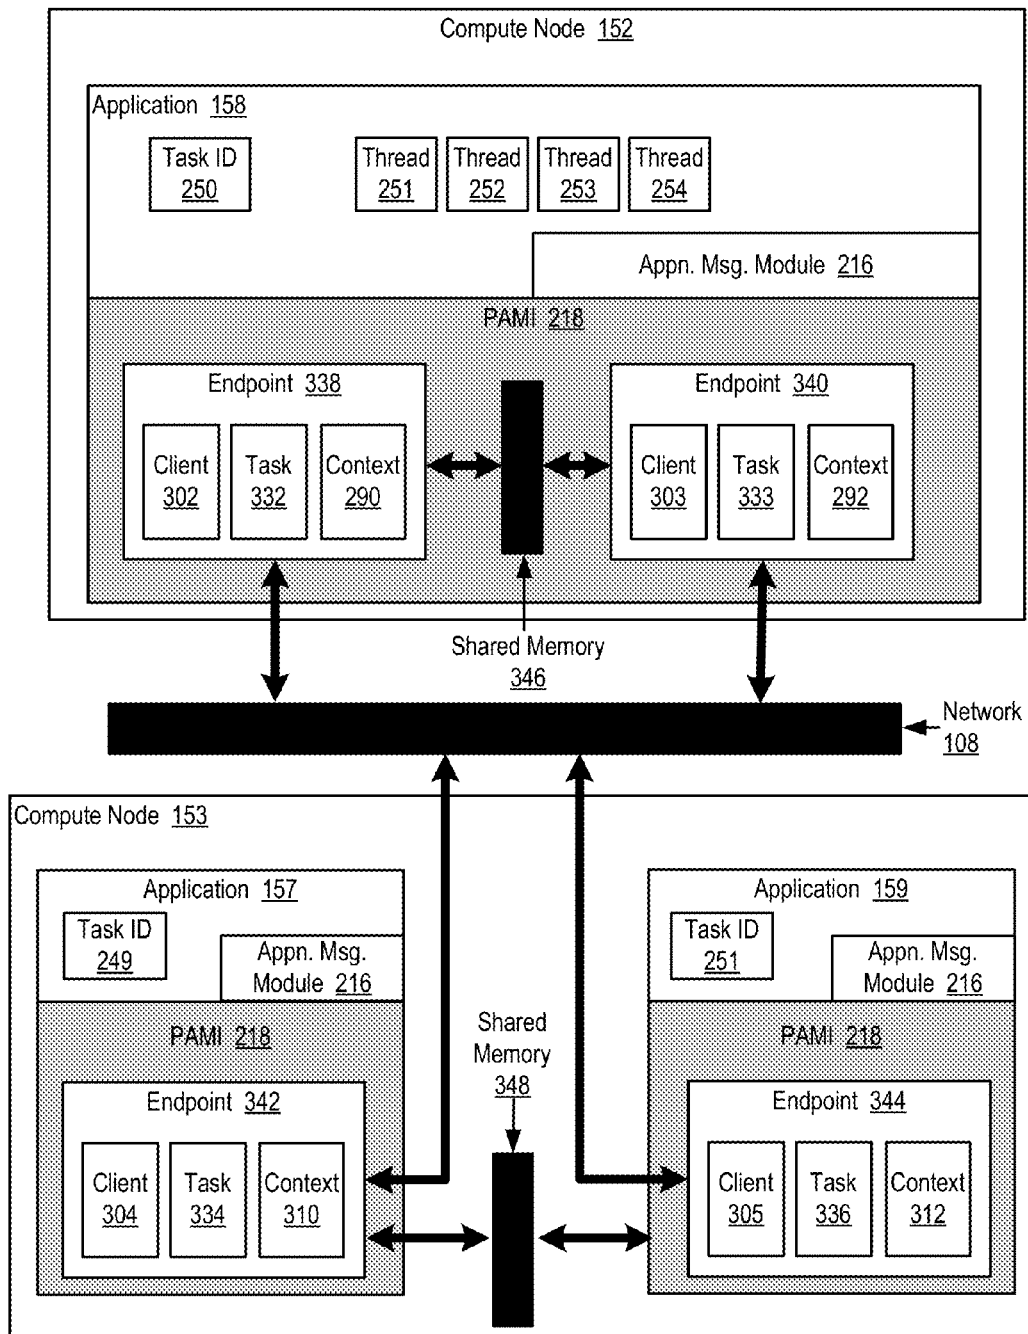 Compute Node 152
Application 158
Task ID
250
Thread
251
Thread
252
Thread
253
Thread
254
Appn. Msg. Module 216
PAMI 218
Endpoint 338
Client
302
Task
332
Context
290
Endpoint 340
Client
303
Task
333
Context
292
Shared Memory
346
Network
108
Compute Node 153
Application 157
Task ID
249
Appn. Msg.
Module 216
PAMI 218
Endpoint 342
Client
304
Task
334
Context
310
Shared
Memory
348
Application 159
Task ID
251
Appn. Msg.
Module 216
PAMI 218
Endpoint 344
Client
305
Task
336
Context
312